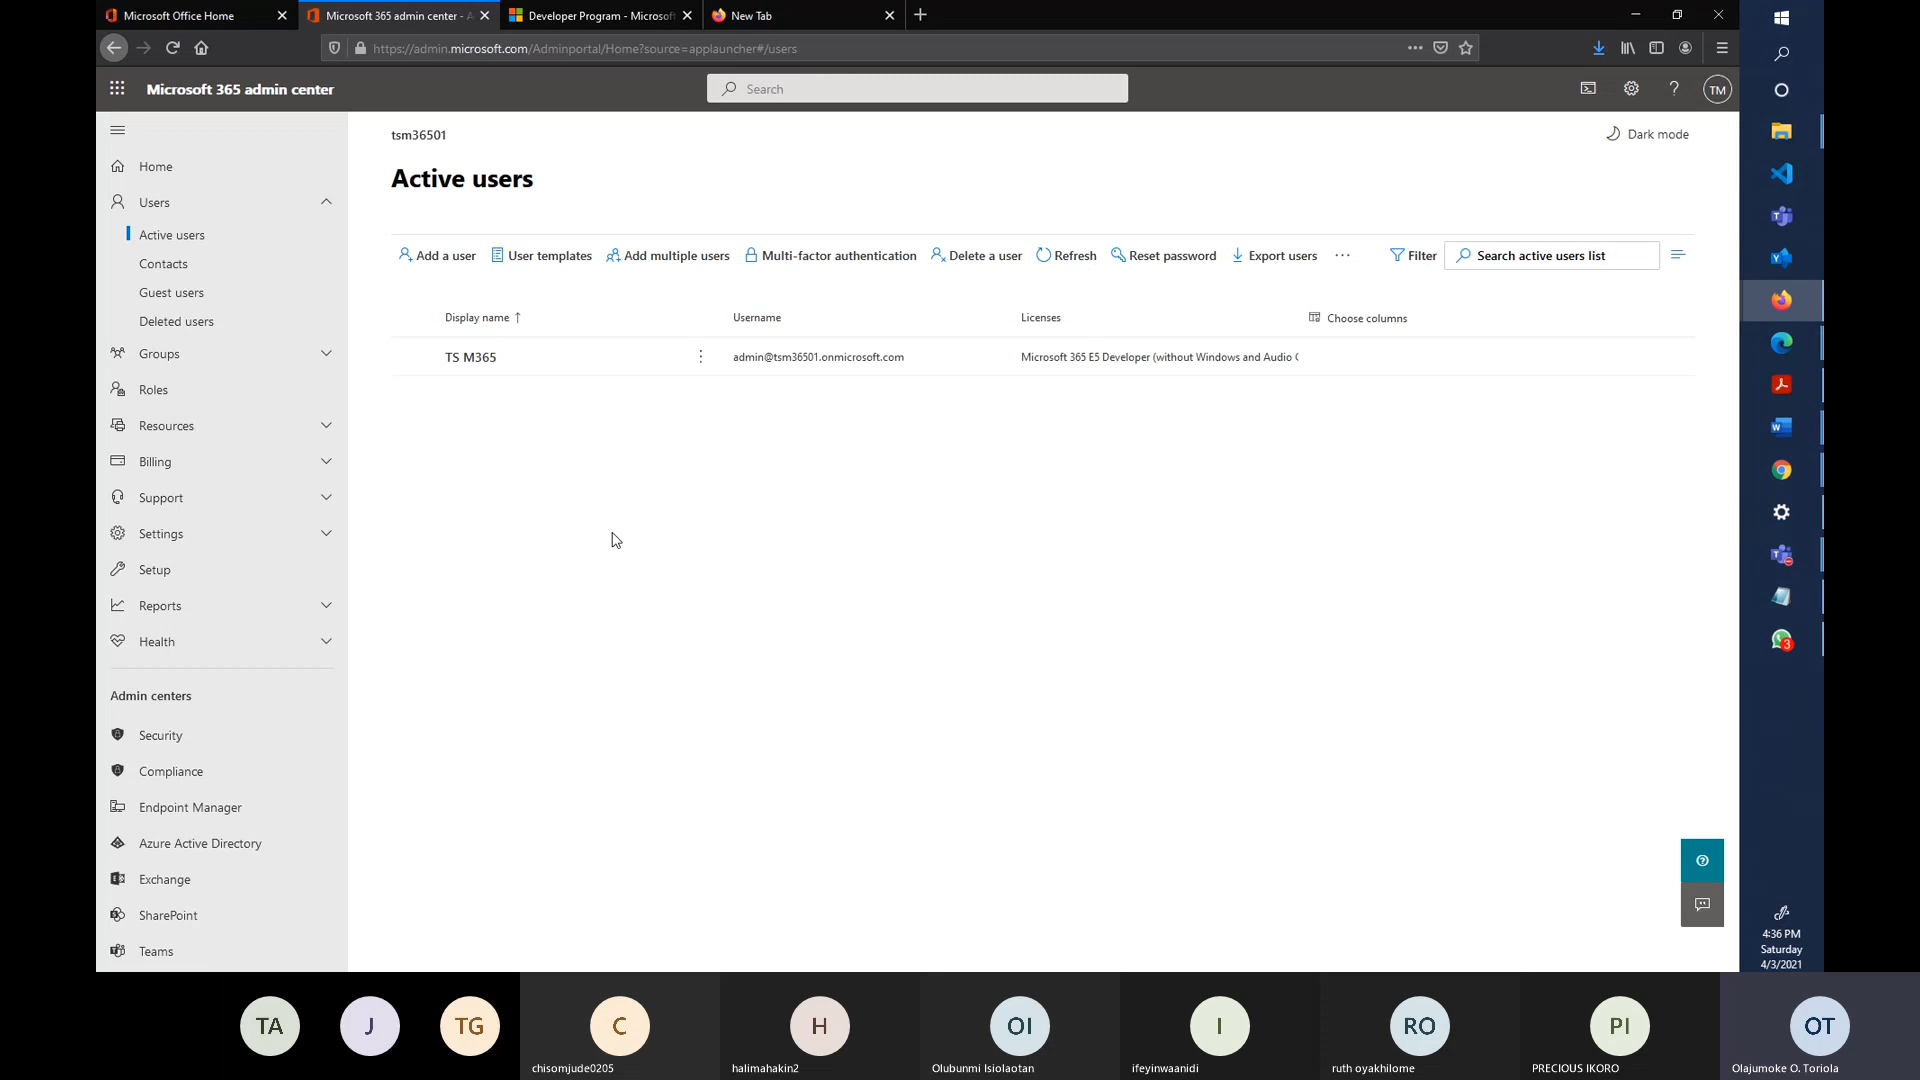 Microsoft Office Home
Microsoft 365 admin center - A
Developer Program - Microsof
New Tab
https://admin.microsoft.com/Adminportal/Home?source=applauncher#/users
Microsoft 365 admin center
Search
TM
tsm36501
Dark mode
Active users
Home
Users
Active users
Contacts
Guest users
Deleted users
Groups
Roles
Resources
Billing
Support
Settings
Setup
Reports
Health
Admin centers
Security
Compliance
Endpoint Manager
Azure Active Directory
Exchange
SharePoint
Teams
Add a user
User templates
Add multiple users
Multi-factor authentication
Delete a user
Refresh
Reset password
Export users
Filter
Search active users list
Display name ↑
Username
Licenses
Choose columns
TS M365
admin@tsm36501.onmicrosoft.com
Microsoft 365 E5 Developer (without Windows and Audio C
3
4:36 PM
Saturday
4/3/2021
TA
J
TG
C
H
OI
I
RO
PI
OT
chisomjude0205
halimahakin2
Olubunmi Isiolaotan
ifeyinwaanidi
ruth oyakhilome
PRECIOUS IKORO
Olajumoke O. Toriola